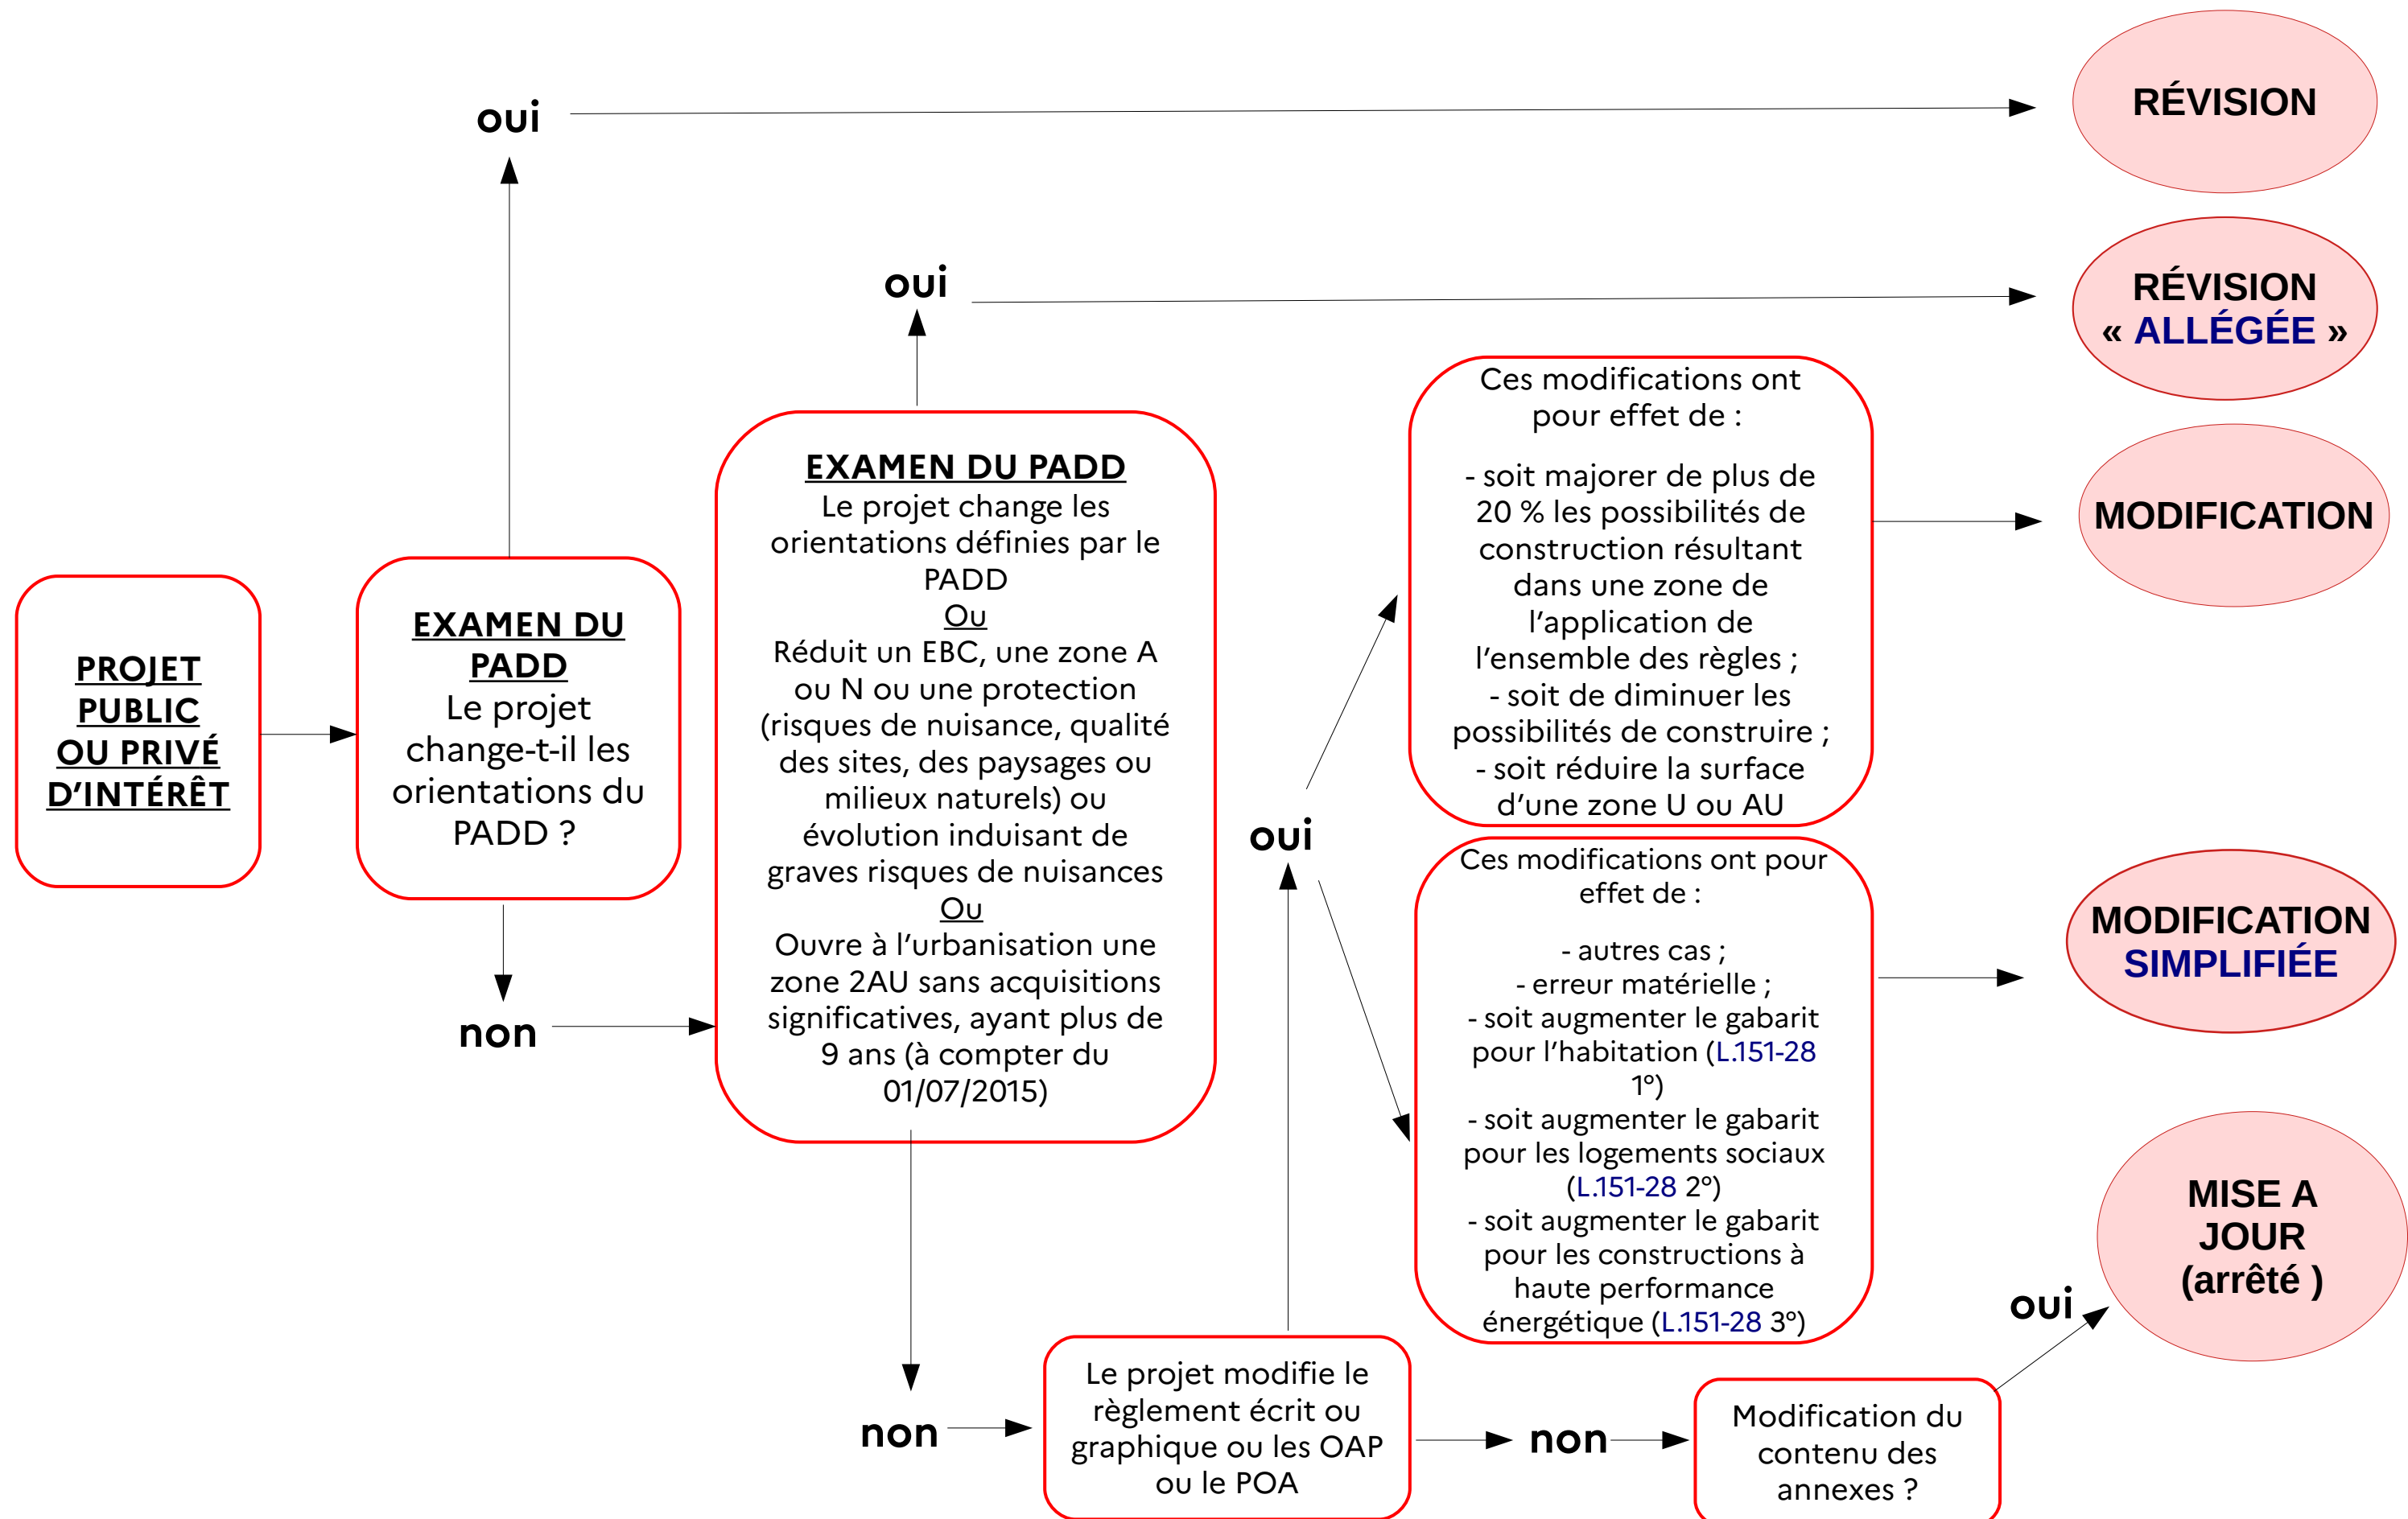 PROJET
PUBLIC
OU PRIVÉ
D'INTÉRÊT
EXAMEN DU
PADD
Le projet
change-t-il les
orientations du
PADD ?
oui
non
EXAMEN DU PADD
Le projet change les
orientations définies par le
PADD
Ou
Réduit un EBC, une zone A
ou N ou une protection
(risques de nuisance, qualité
des sites, des paysages ou
milieux naturels) ou
évolution induisant de
graves risques de nuisances
Ou
Ouvre à l'urbanisation une
zone 2AU sans acquisitions
significatives, ayant plus de
9 ans (à compter du
01/07/2015)
oui
non
Le projet modifie le
règlement écrit ou
graphique ou les OAP
ou le POA
oui
Ces modifications ont
pour effet de :
- soit majorer de plus de
20 % les possibilités de
construction résultant
dans une zone de
l'application de
l'ensemble des règles ;
- soit de diminuer les
possibilités de construire ;
- soit réduire la surface
d'une zone U ou AU
Ces modifications ont pour
effet de :
- autres cas ;
- erreur matérielle ;
- soit augmenter le gabarit
pour l'habitation (L.151-28
1°)
- soit augmenter le gabarit
pour les logements sociaux
(L.151-28 2°)
- soit augmenter le gabarit
pour les constructions à
haute performance
énergétique (L.151-28 3°)
non
Modification du
contenu des
annexes ?
oui
RÉVISION
RÉVISION
« ALLÉGÉE »
MODIFICATION
MODIFICATION
SIMPLIFIÉE
MISE A
JOUR
(arrêté )